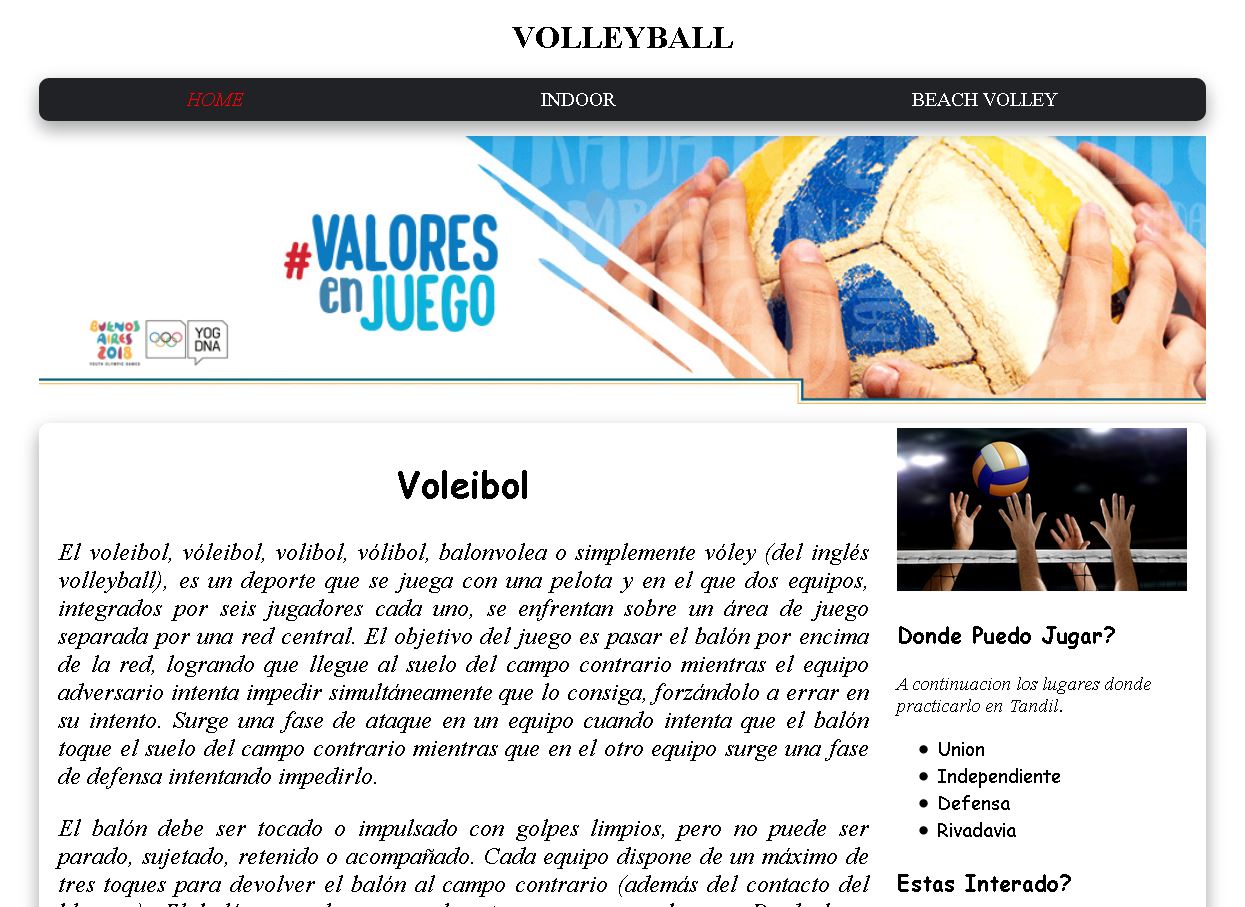 VOLLEYBALL
HOME
INDOOR
BEACH VOLLEY
#VALORES
en JUEGO
BUENOS
AIRES
2018
YOUTH OLYMPIC GAMES
YOG
DNA
Voleibol
El voleibol, vóleibol, volibol, vólibol, balonvolea o simplemente vóley (del inglés
volleyball), es un deporte que se juega con una pelota y en el que dos equipos,
integrados por seis jugadores cada uno, se enfrentan sobre un área de juego
separada por una red central. El objetivo del juego es pasar el balón por encima
de la red, logrando que llegue al suelo del campo contrario mientras el equipo
adversario intenta impedir simultáneamente que lo consiga, forzándolo a errar en
su intento. Surge una fase de ataque en un equipo cuando intenta que el balón
toque el suelo del campo contrario mientras que en el otro equipo surge una fase
de defensa intentando impedirlo.
El balón debe ser tocado o impulsado con golpes limpios, pero no puede ser
parado, sujetado, retenido o acompañado. Cada equipo dispone de un máximo de
tres toques para devolver el balón al campo contrario (además del contacto del
Donde Puedo Jugar?
A continuacion los lugares donde
practicarlo en Tandil.
Union
Independiente
Defensa
Rivadavia
Estas Interado?